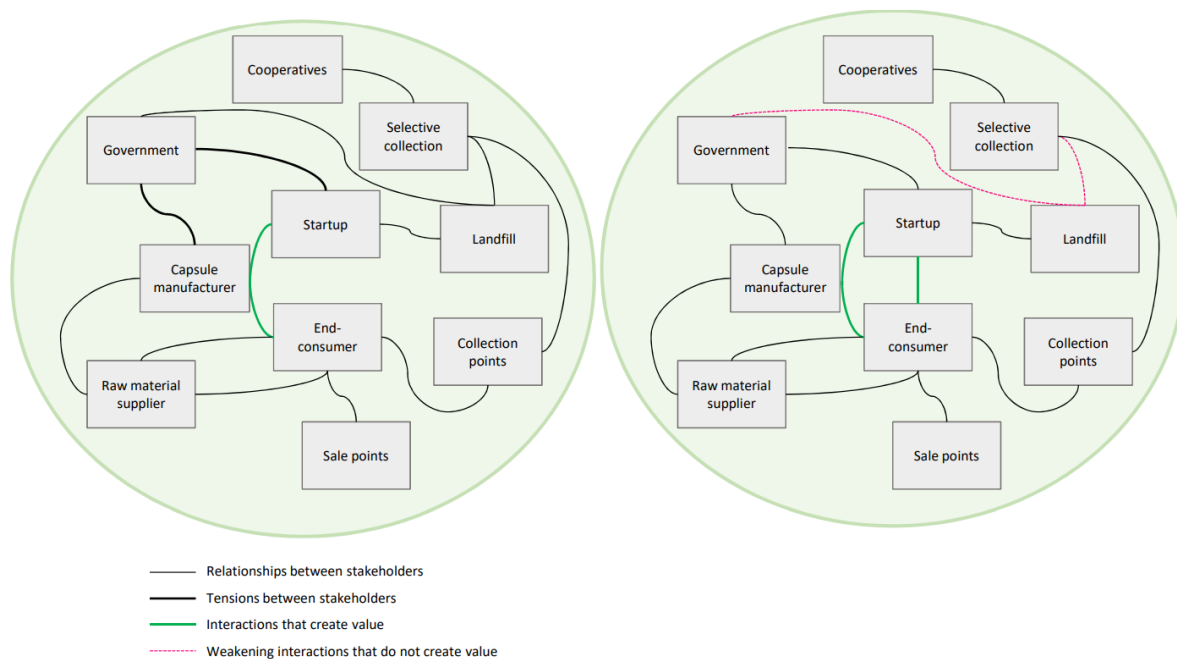 Cooperatives
Selective
collection
Government
Startup
Landfill
Capsule
manufacturer
End-
consumer
Collection
points
Raw material
supplier
Sale points
Cooperatives
Selective
collection
Government
Startup
Landfill
Capsule
manufacturer
End-
consumer
Collection
points
Raw material
supplier
Sale points
Relationships between stakeholders
Tensions between stakeholders
Interactions that create value
Weakening interactions that do not create value